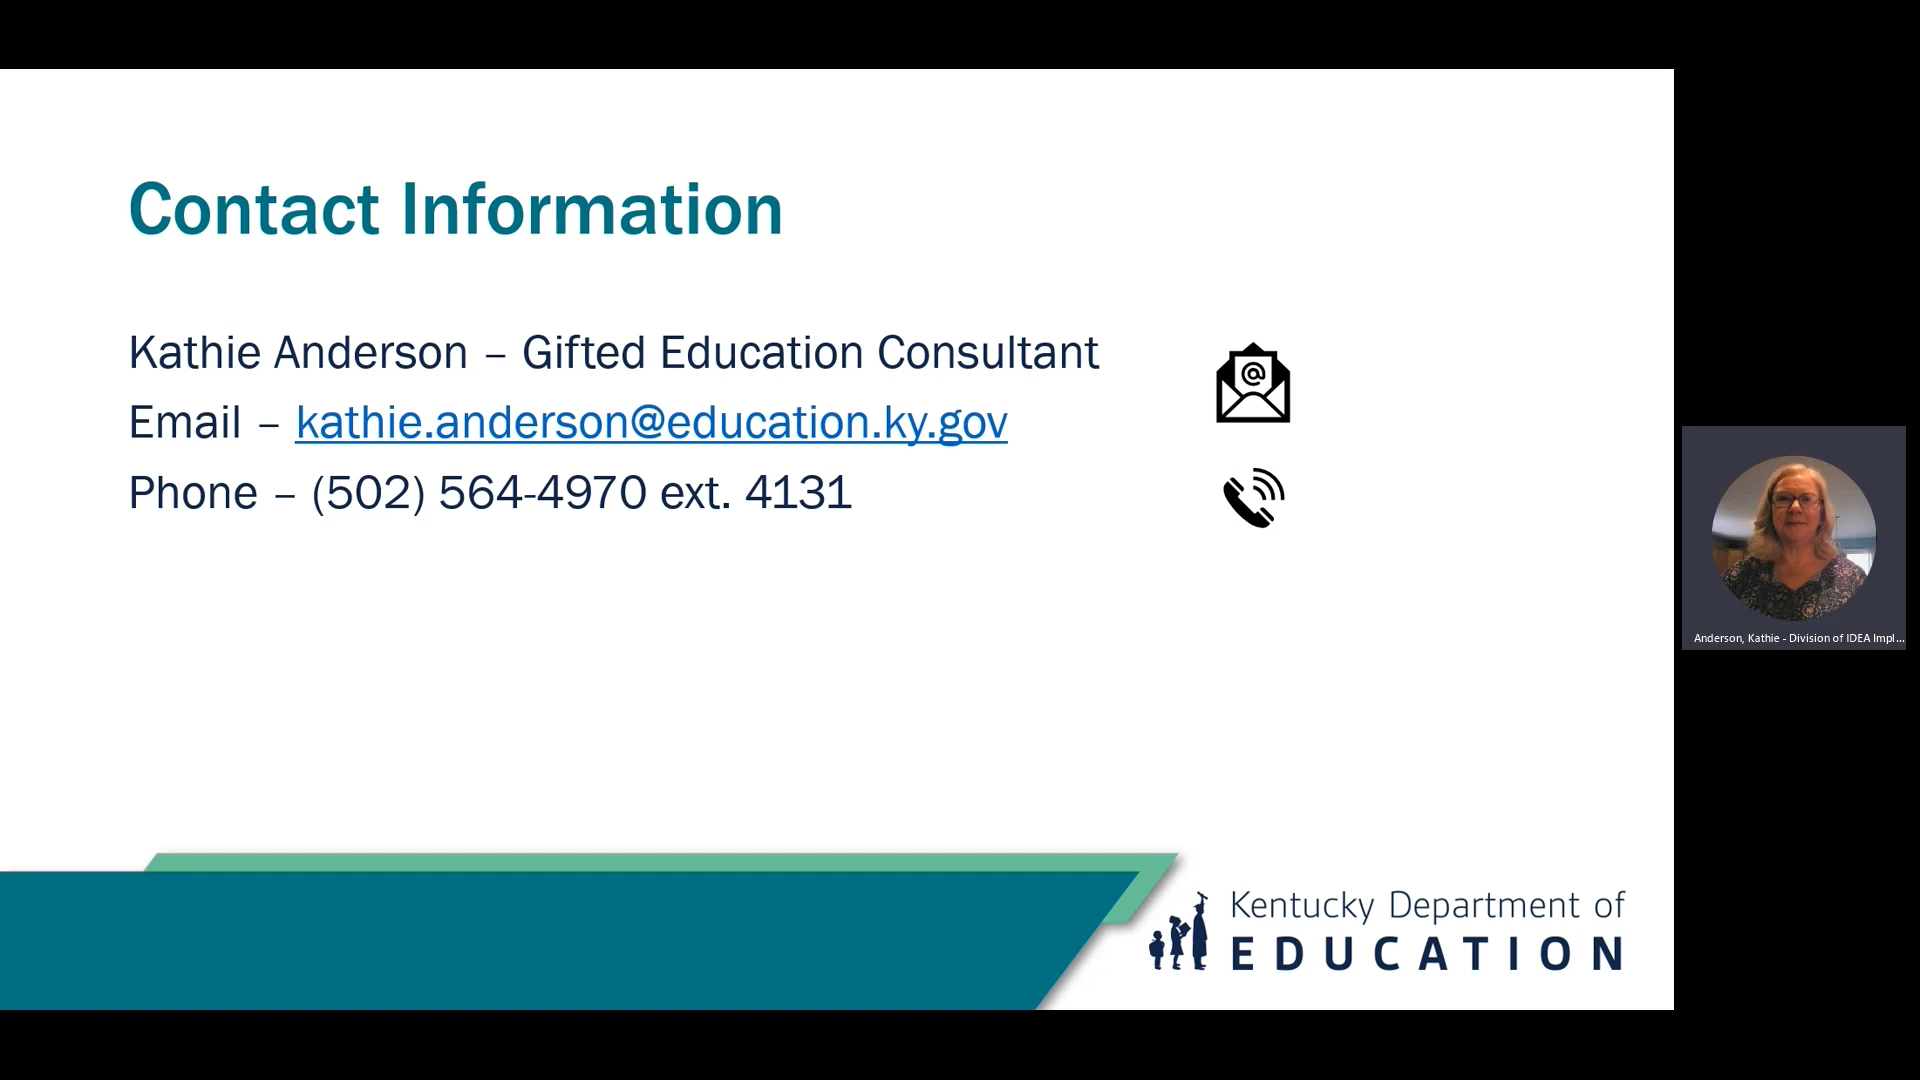 Contact Information
Kathie Anderson – Gifted Education Consultant
Email – kathie.anderson@education.ky.gov
Phone – (502) 564-4970 ext. 4131
@
Kentucky Department of
EDUCATION
Anderson, Kathie - Division of IDEA Impl...